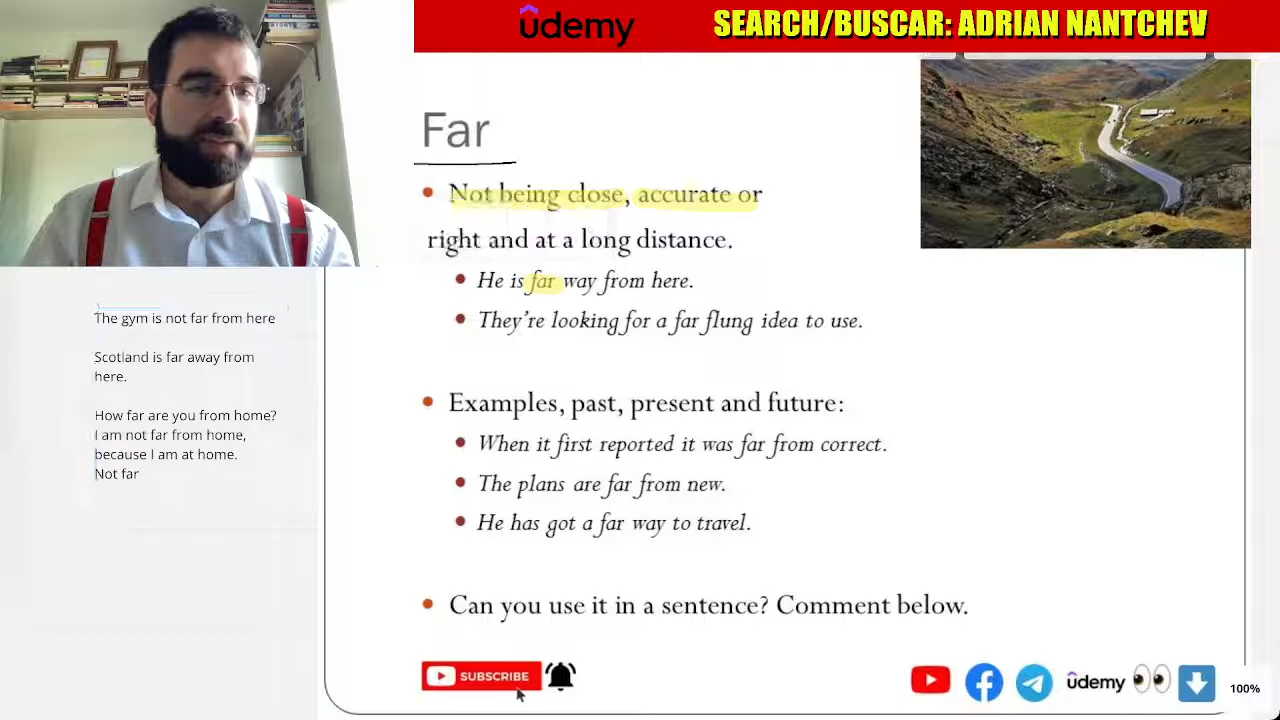 ûdemy
SEARCH/BUSCAR: ADRIAN NANTCHEV
Far
Not being close, accurate or
right and at a long distance.
He is far way from here.
They're looking for a far flung idea to use.
Examples, past, present and future:
When it first reported it was far from correct.
The plans are far from new.
He has got a far way to travel.
Can you use it in a sentence? Comment below.
The gym is not far from here
Scotland is far away from
here.
How far are you from home?
I am not far from home,
because I am at home.
Not far
SUBSCRIBE
ûdemy
100%